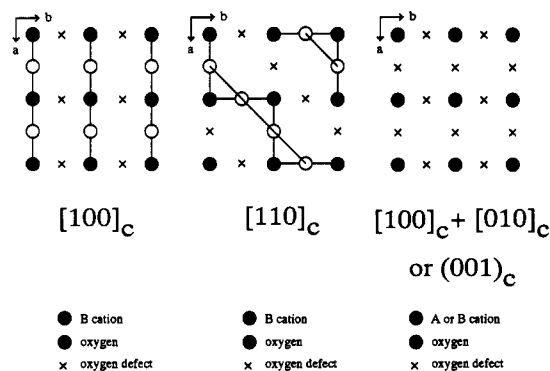 b b b
a a a
[100]c [110]c [100]c + [010]c
or (001)c
B cation B cation A or B cation
oxygen oxygen oxygen
× oxygen defect × oxygen defect × oxygen defect